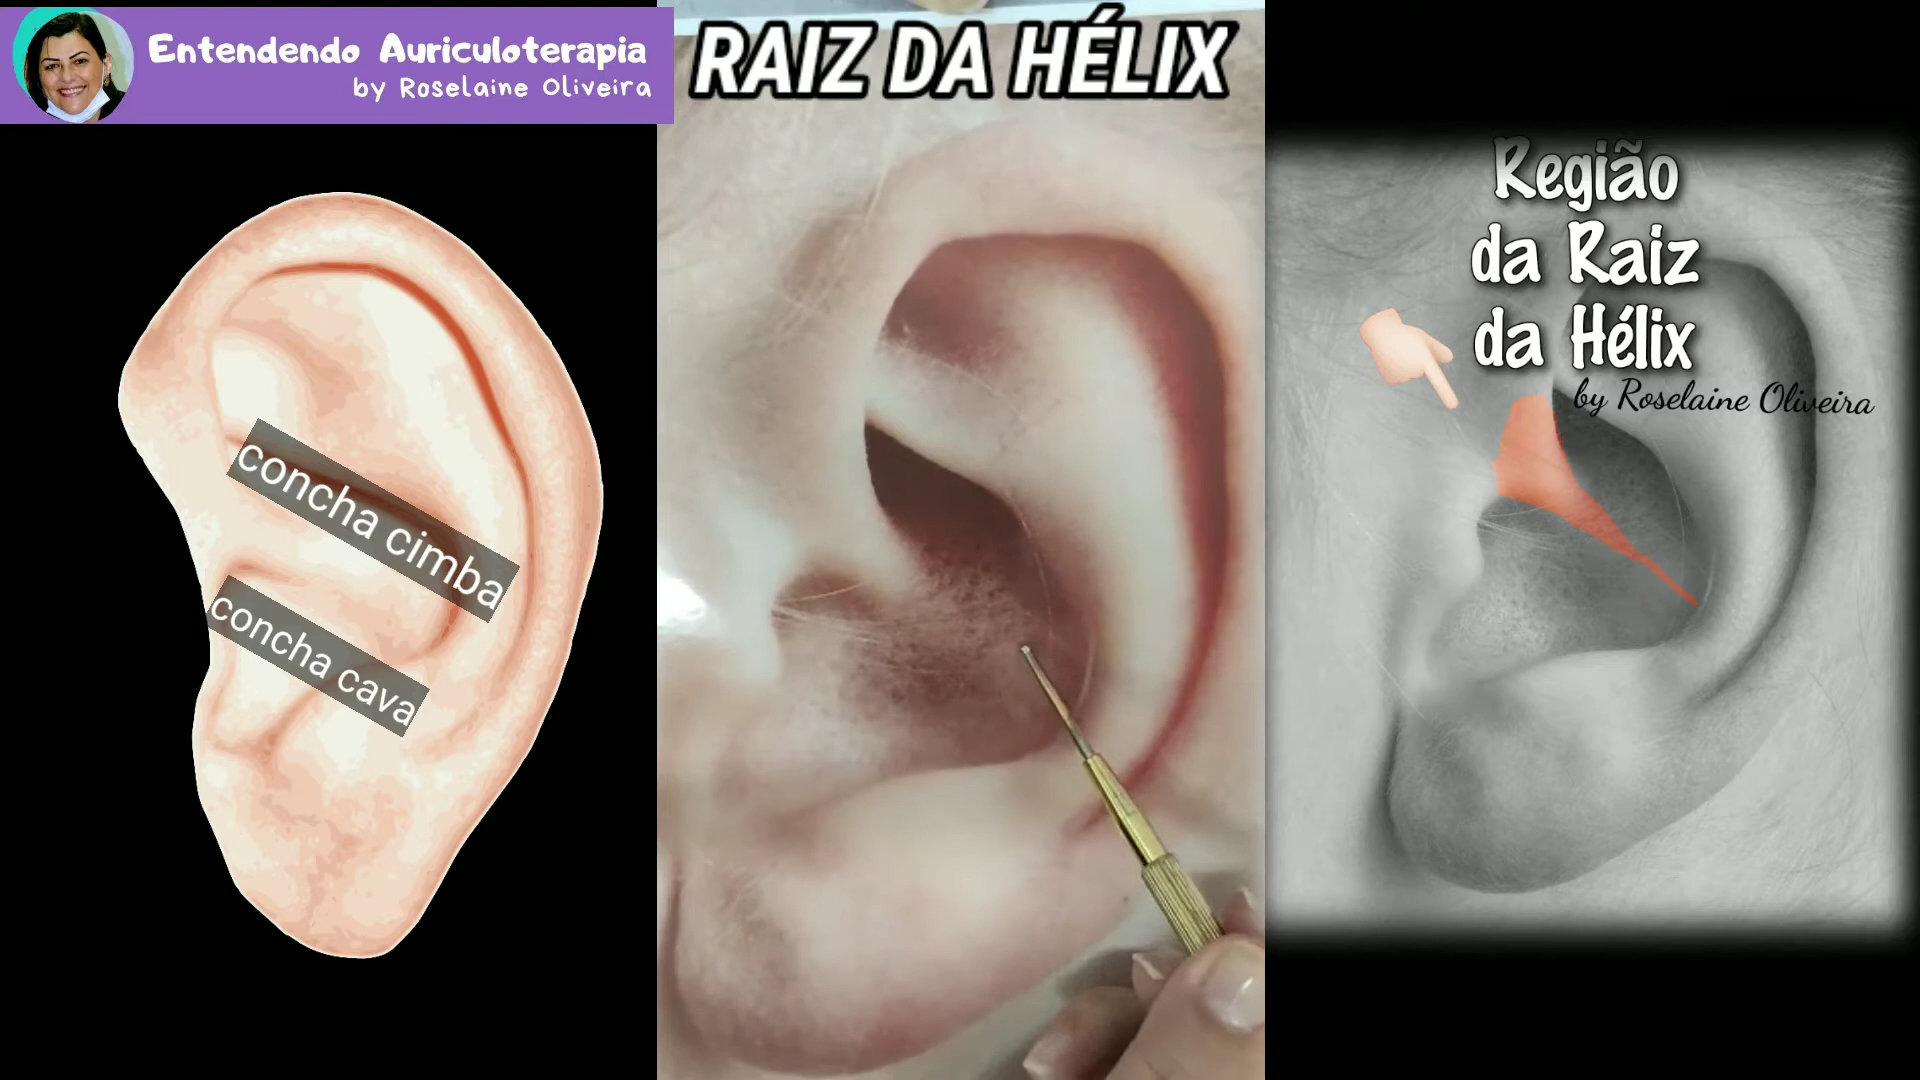 Entendendo Auriculoterapia
by Roselaine Oliveira
RAIZ DA HÉLIX
concha cimba
concha cava
Região
da Raiz
da Hélix
by Roselaine Oliveira